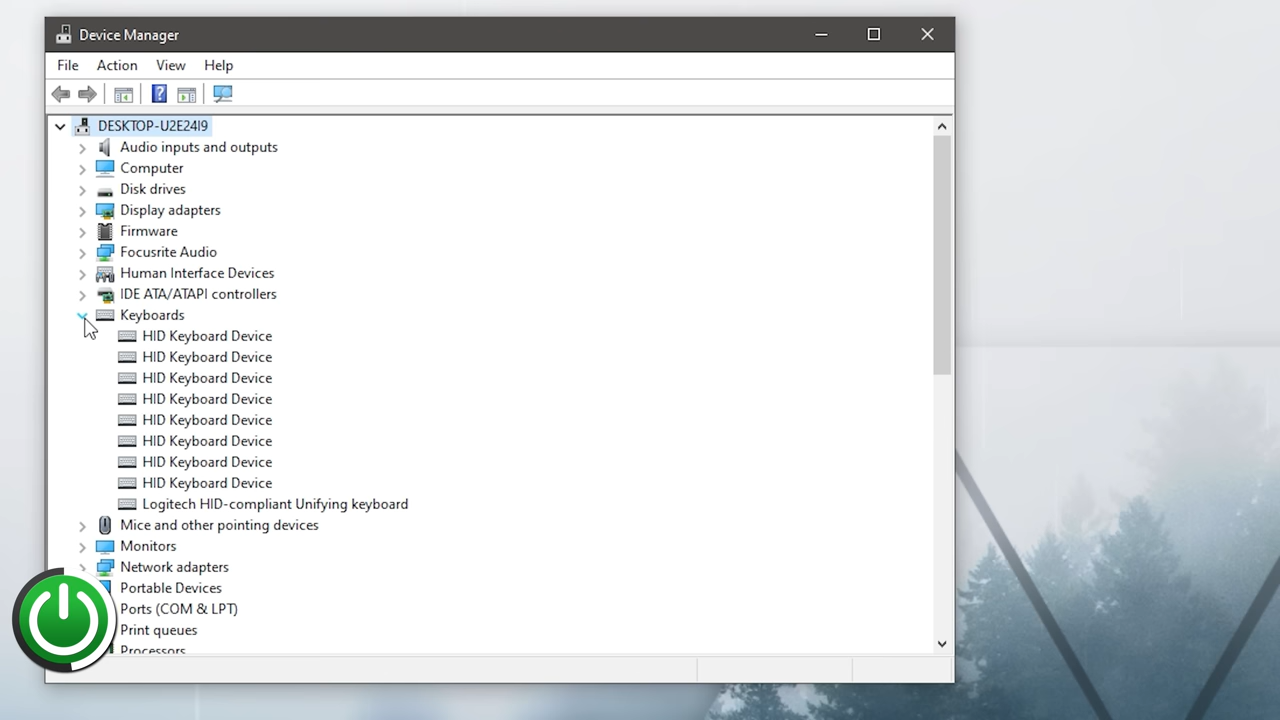 Device Manager
File Action View Help
DESKTOP-U2E24I9
Audio inputs and outputs
Computer
Disk drives
Display adapters
Firmware
Focusrite Audio
Human Interface Devices
IDE ATA/ATAPI controllers
Keyboards
HID Keyboard Device
HID Keyboard Device
HID Keyboard Device
HID Keyboard Device
HID Keyboard Device
HID Keyboard Device
HID Keyboard Device
HID Keyboard Device
Logitech HID-compliant Unifying keyboard
Mice and other pointing devices
Monitors
Network adapters
Portable Devices
Ports (COM & LPT)
Print queues
Processors